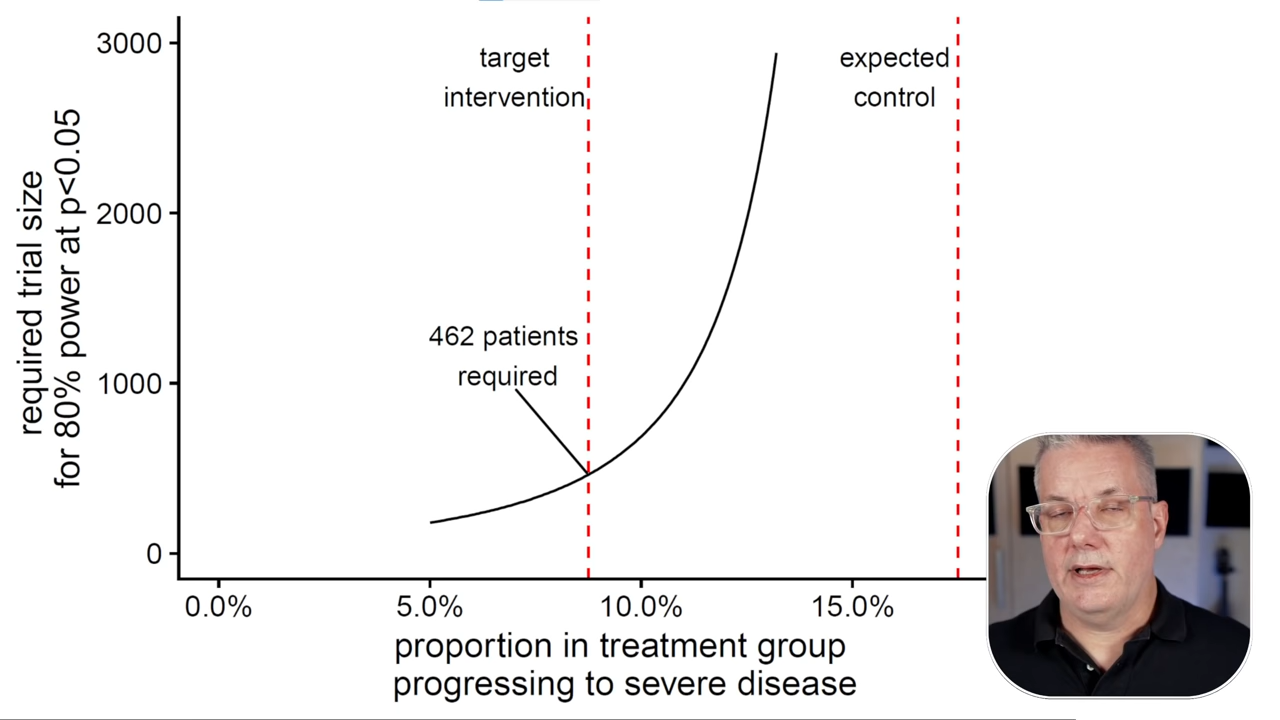 required trial size
for 80% power at p<0.05
3000
2000
1000
0
target
intervention
expected
control
462 patients
required
0.0%
5.0%
10.0%
15.0%
proportion in treatment group
progressing to severe disease